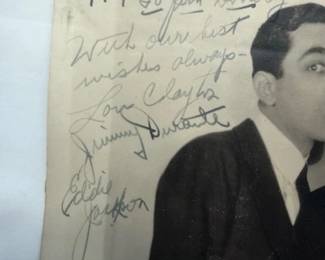 With our best
wishes always -
Lou Clayton
Jimmy Durante
Eddie
Jackson